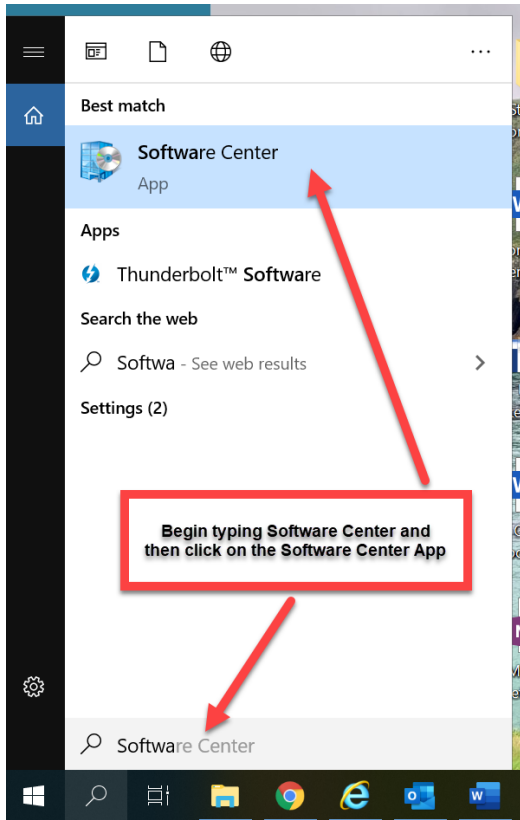 Best match
Software Center
App
Apps
Thunderbolt™ Software
Search the web
Softwa - See web results
Settings (2)
Begin typing Software Center and
then click on the Software Center App
Software Center